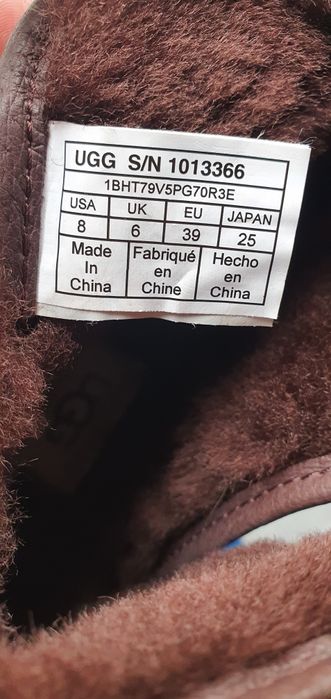 UGG S/N 1013366
1BHT79V5PG70R3E
USA UK EU JAPAN
8 6 39 25
Made In China
Fabriqué en Chine
Hecho en China
UGG